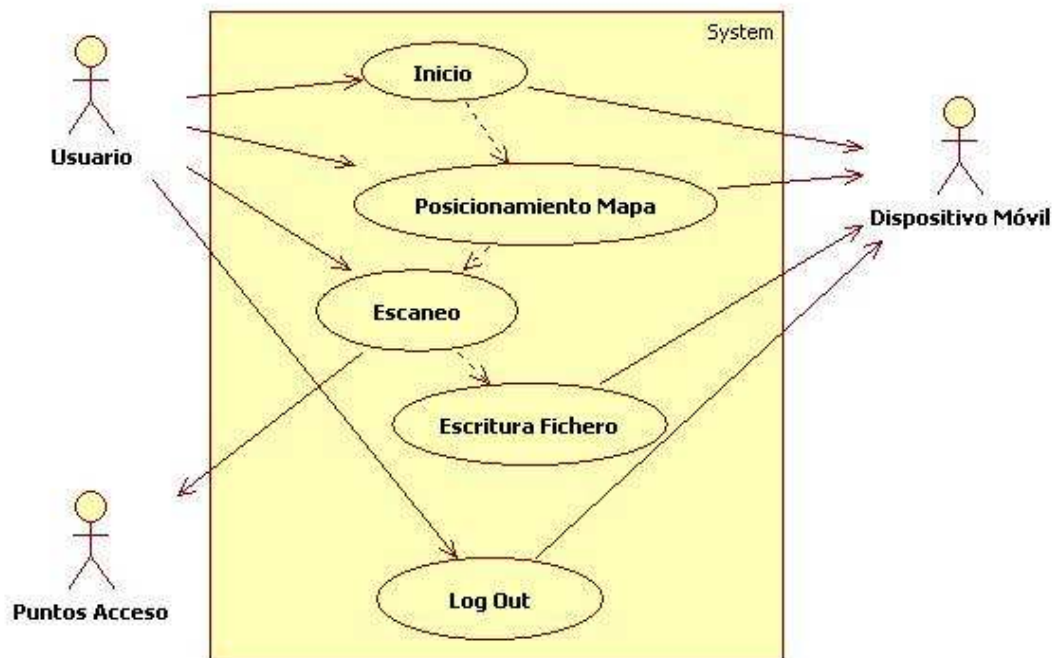 System
Inicio
Usuario
Posicionamiento Mapa
Dispositivo Móvil
Escaneo
Escritura Fichero
Log Out
Puntos Acceso